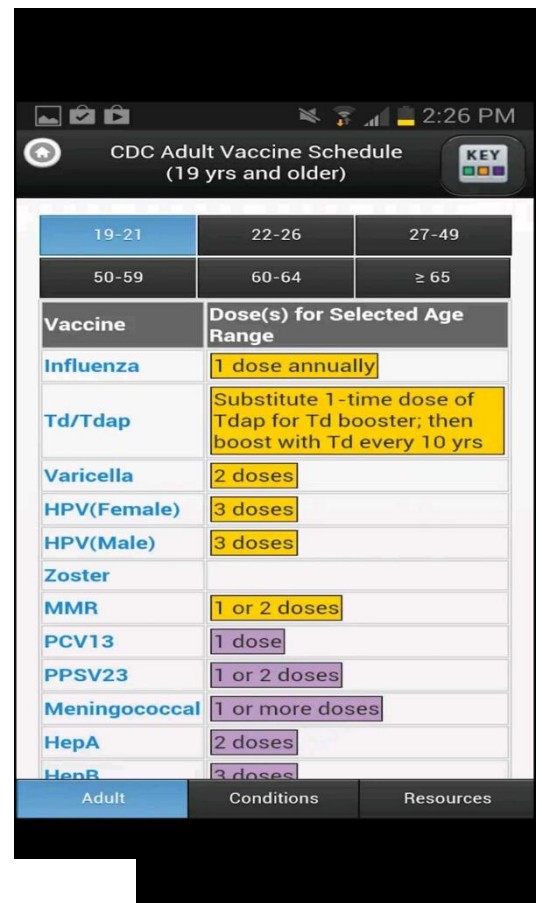 2:26 PM
CDC Adult Vaccine Schedule
(19 yrs and older)
KEY
19-21 22-26 27-49
50-59 60-64 ≥ 65
Vaccine Dose(s) for Selected Age
Range
Influenza 1 dose annually
Td/Tdap Substitute 1-time dose of
Tdap for Td booster; then
boost with Td every 10 yrs
Varicella 2 doses
HPV(Female) 3 doses
HPV(Male) 3 doses
Zoster
MMR 1 or 2 doses
PCV13 1 dose
PPSV23 1 or 2 doses
Meningococcal 1 or more doses
HepA 2 doses
HepB 3 doses
Adult Conditions Resources